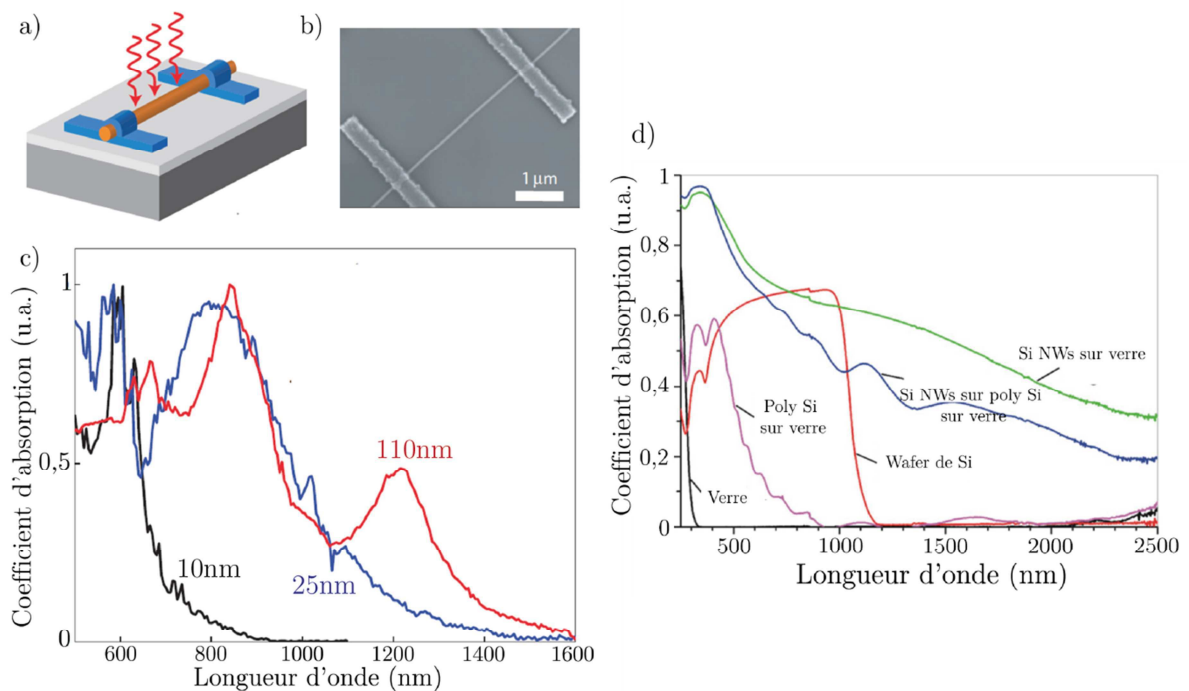 a)
b)
1 μm
c)
Coefficient d'absorption (u.a.)
1
0,5
0
110nm
10nm
25nm
600
800
1000
1200
1400
1600
Longueur d'onde (nm)
d)
Coefficient d'absorption (u.a.)
1
0,8
0,6
0,4
0,2
0
Si NWs sur verre
Si NWs sur poly Si
sur verre
Poly Si
sur verre
Wafer de Si
Verre
500
1000
1500
2000
2500
Longueur d'onde (nm)